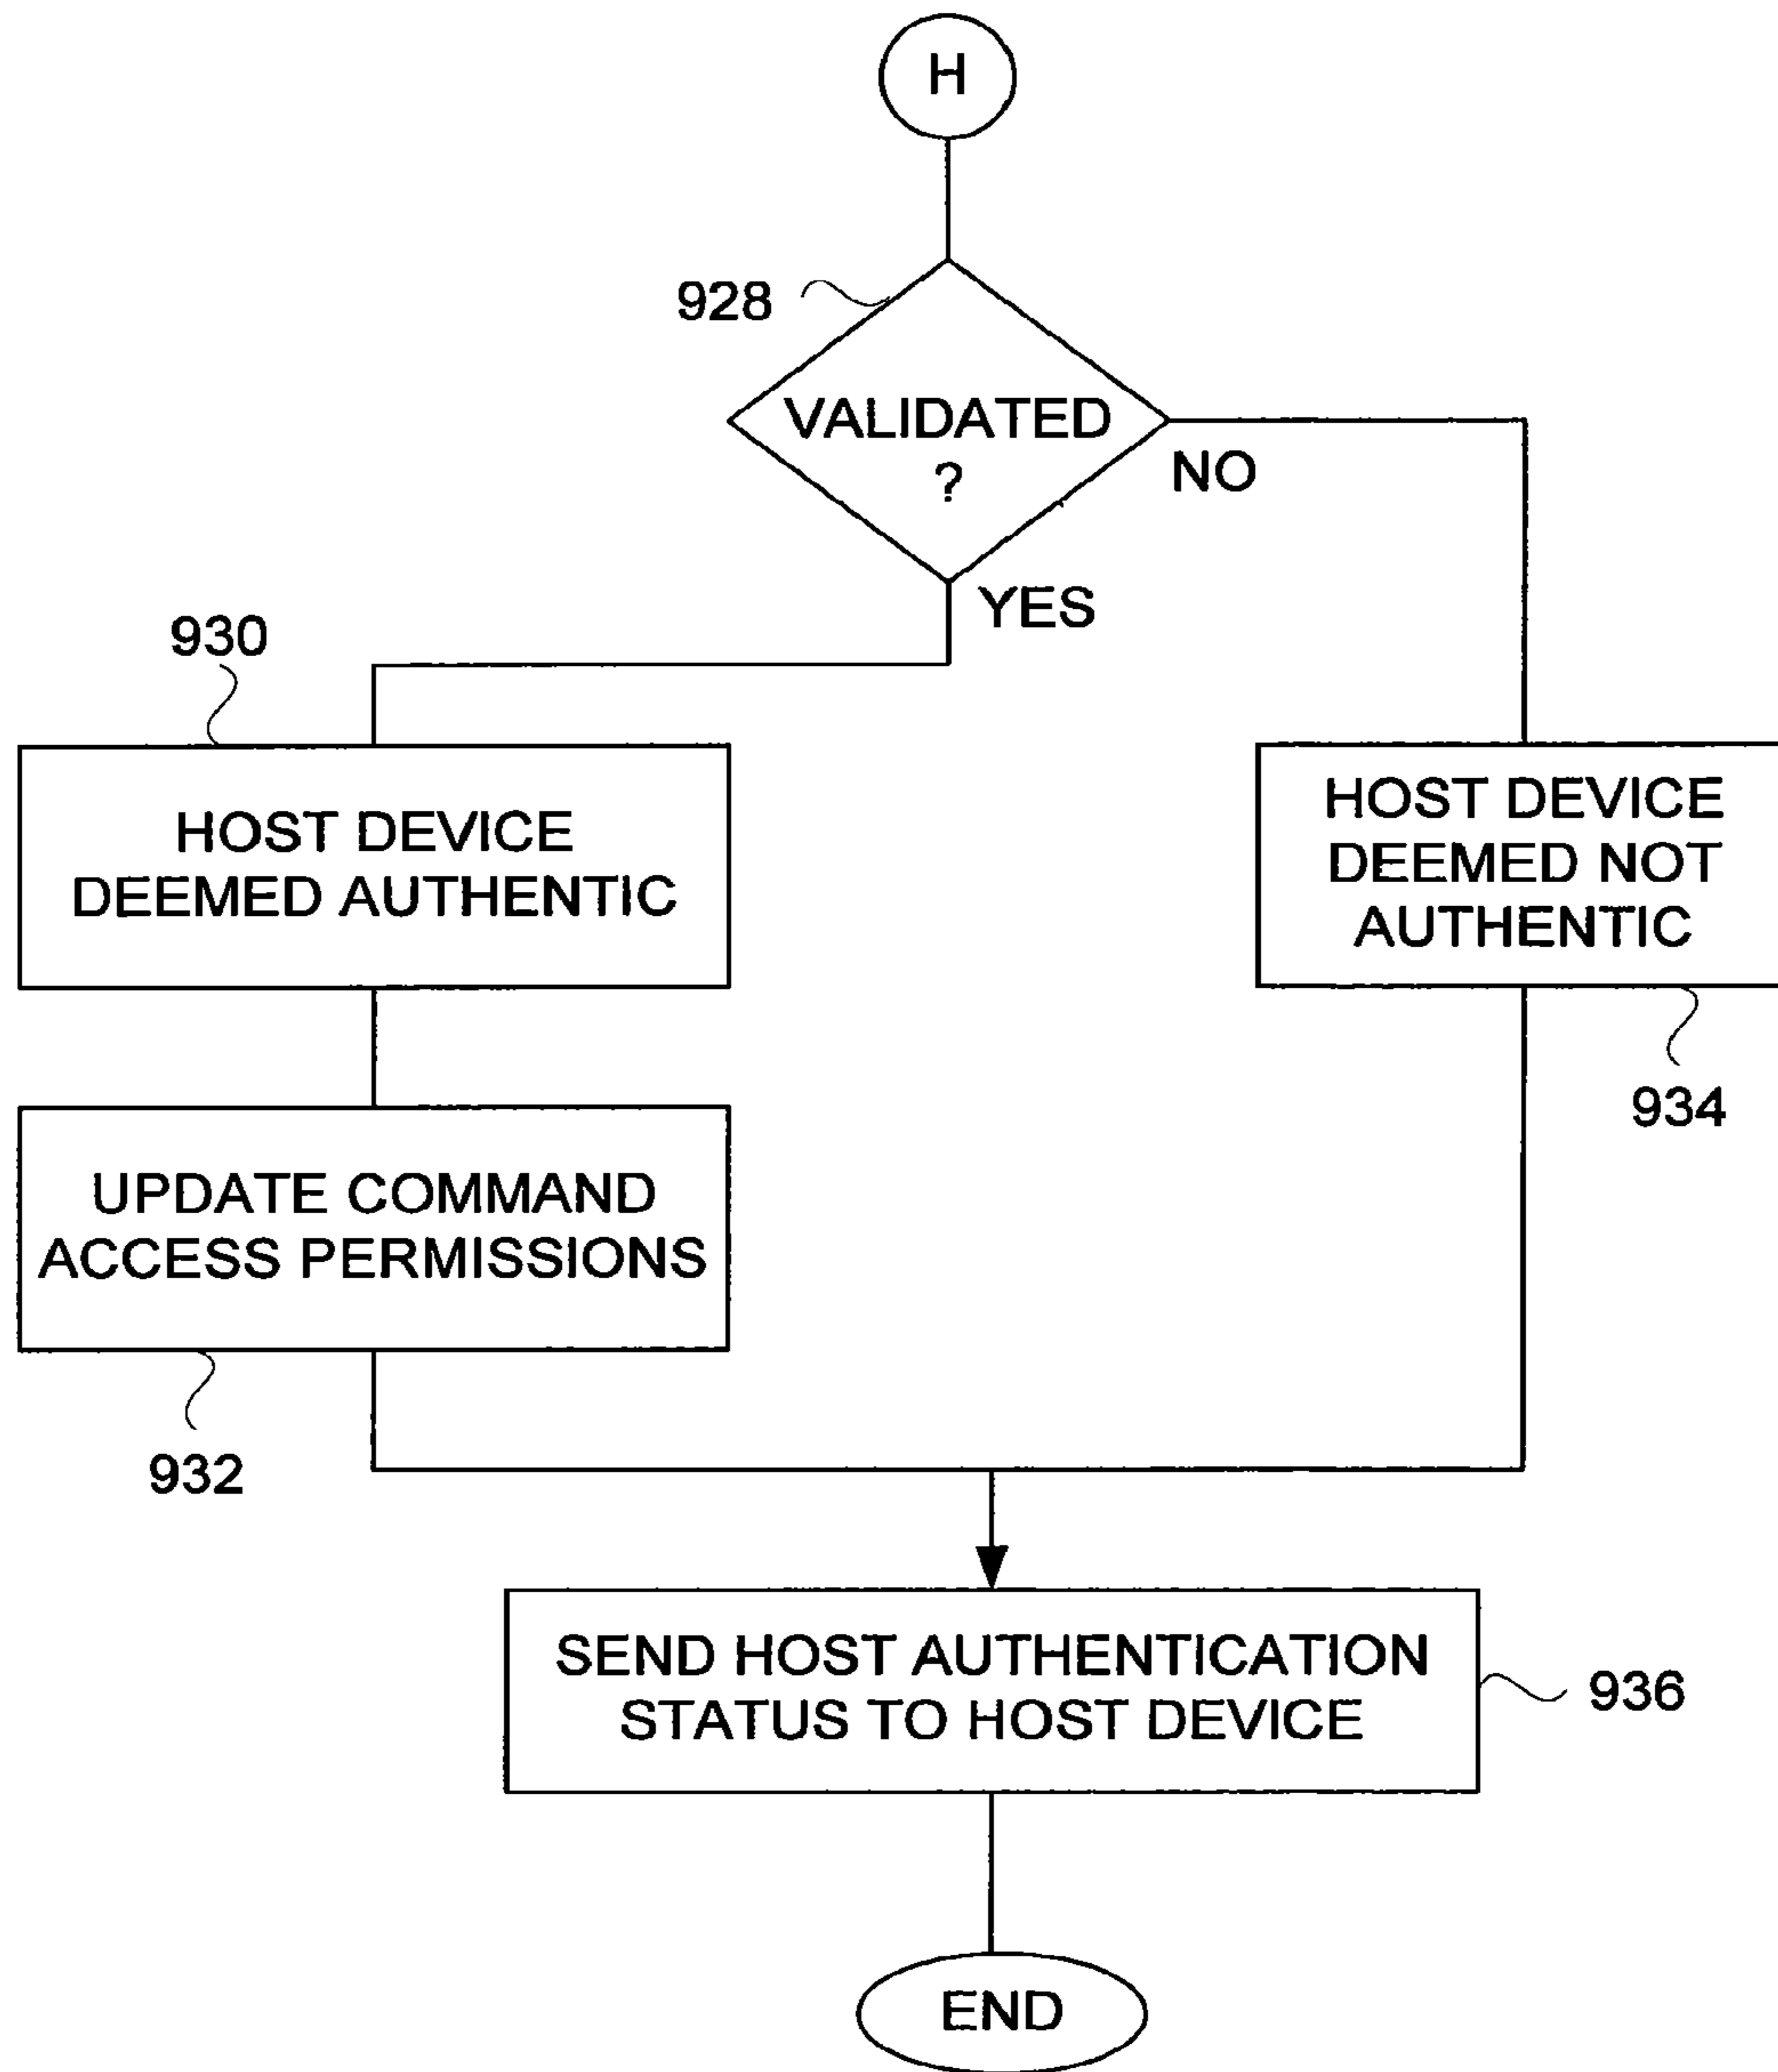 H
928
VALIDATED
?
NO
YES
930
HOST DEVICE
DEEMED AUTHENTIC
HOST DEVICE
DEEMED NOT
AUTHENTIC
934
UPDATE COMMAND
ACCESS PERMISSIONS
932
SEND HOST AUTHENTICATION
STATUS TO HOST DEVICE
936
END